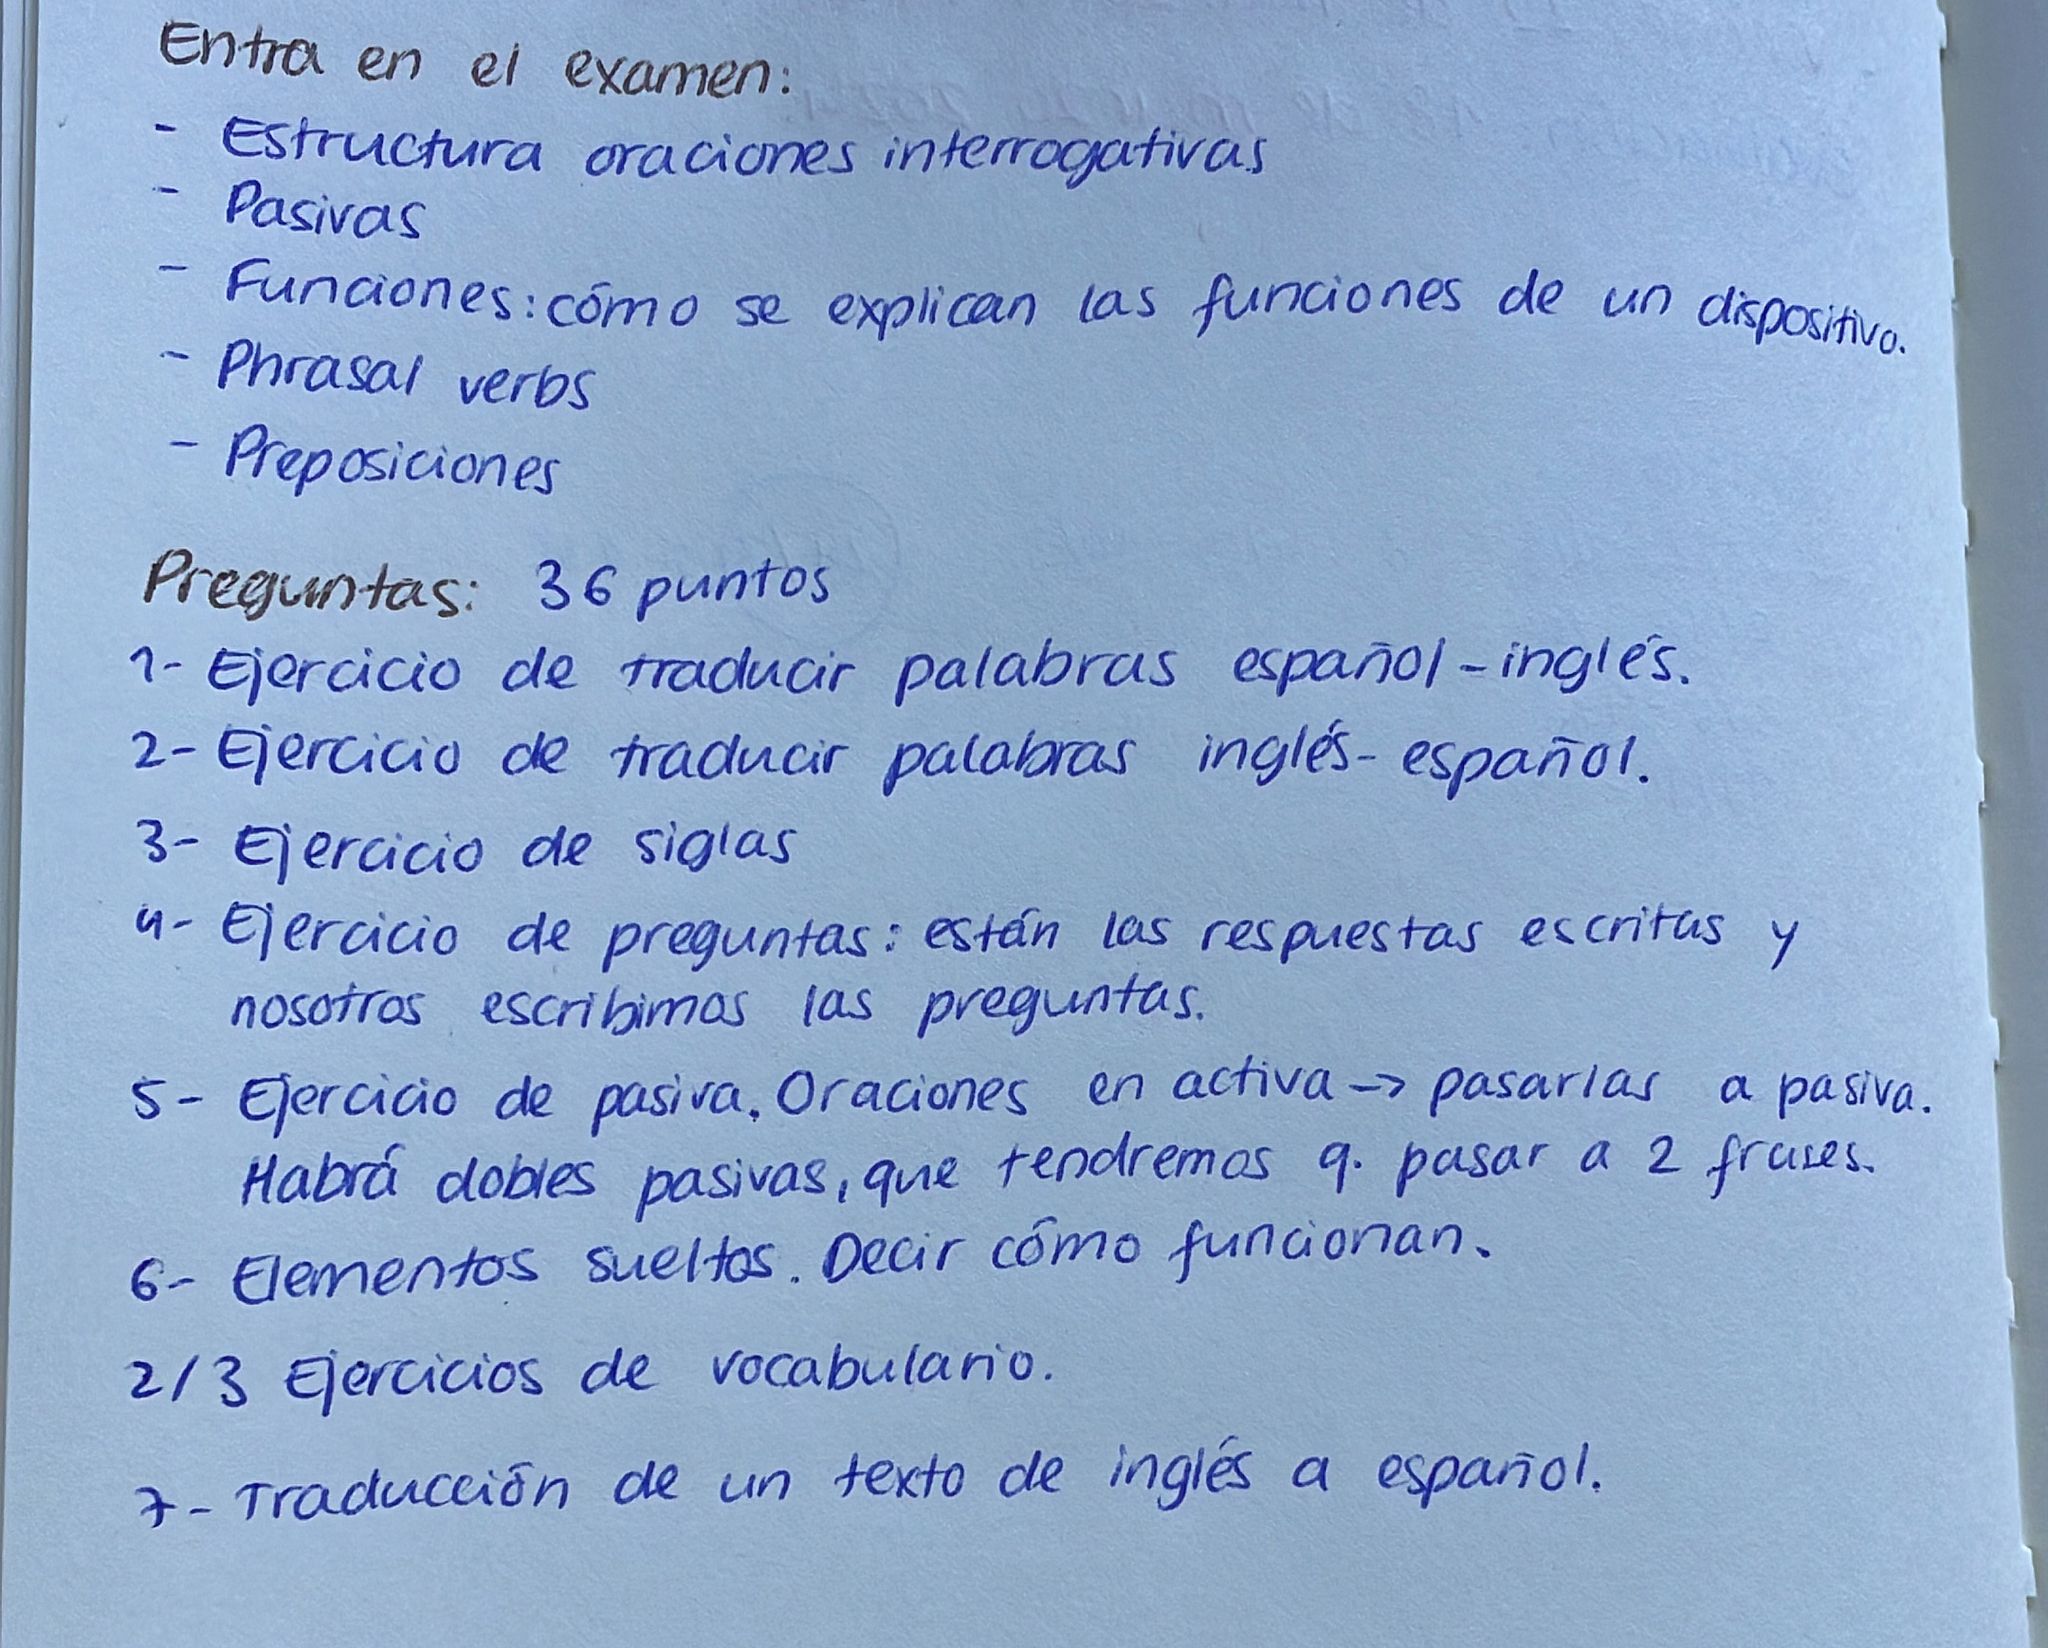 Entra en el examen:
- Estructura oraciones interrogativas
- Pasivas
- Funciones: cómo se explican las funciones de un dispositivo.
- Phrasal verbs
- Preposiciones
Preguntas: 36 puntos
1- Ejercicio de traducir palabras español-inglés.
2- Ejercicio de traducir palabras inglés-español.
3- Ejercicio de siglas
4- Ejercicio de preguntas: están las respuestas escritas y
nosotros escribimos las preguntas.
5- Ejercicio de pasiva. Oraciones en activa → pasarlas a pasiva.
Habrá dobles pasivas, que tendremos q. pasar a 2 frases.
6- Elementos sueltos. Decir cómo funcionan.
2/3 Ejercicios de vocabulario.
7- Traducción de un texto de inglés a español.